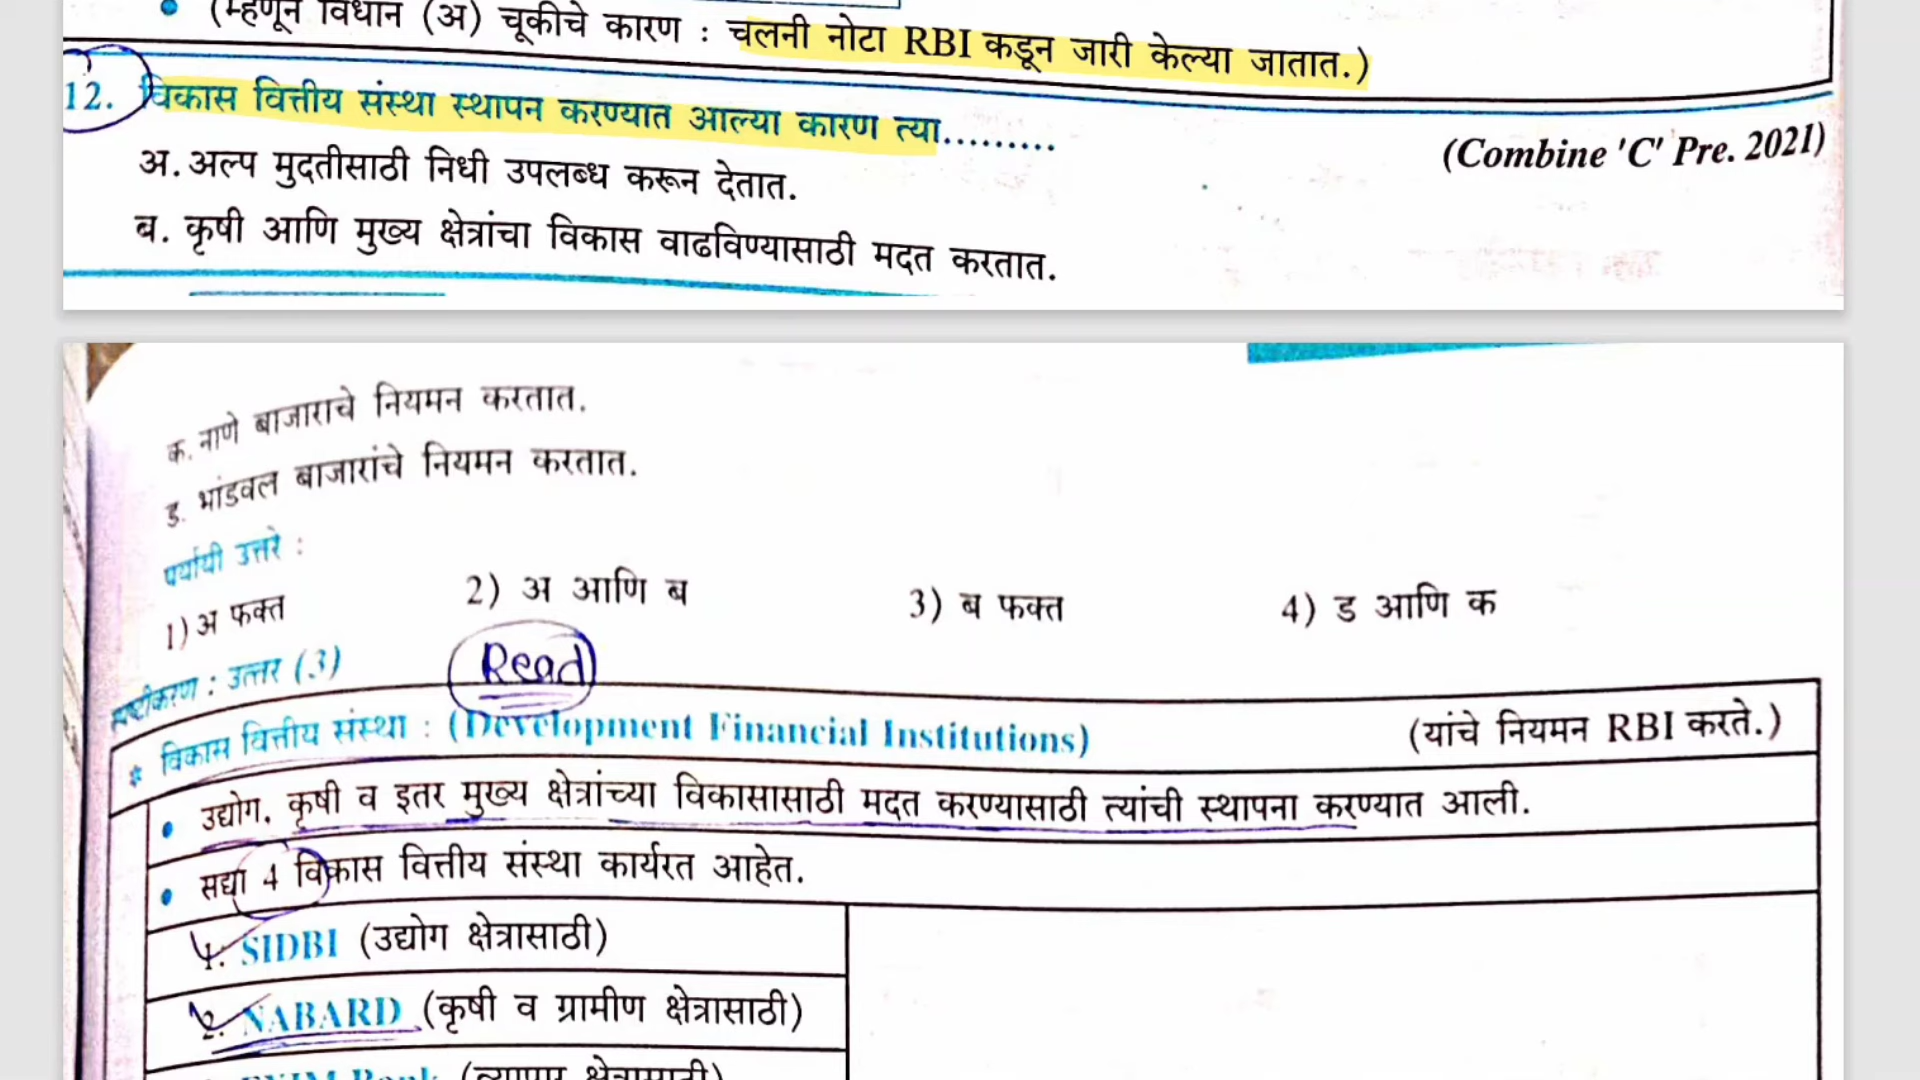 (म्हणून विधान (अ) चूकीचे कारण : चलनी नोटा RBI कडून जारी केल्या जातात.)
12. विकास वित्तीय संस्था स्थापन करण्यात आल्या कारण त्या.........
(Combine 'C' Pre. 2021)
अ. अल्प मुदतीसाठी निधी उपलब्ध करून देतात.
ब. कृषी आणि मुख्य क्षेत्रांचा विकास वाढविण्यासाठी मदत करतात.
क. नाणे बाजाराचे नियमन करतात.
ड. भांडवल बाजारांचे नियमन करतात.
पर्यायी उत्तरे :
1) अ फक्त 2) अ आणि ब 3) ब फक्त 4) ड आणि क
स्पष्टीकरण : उत्तर (3) Read
* विकास वित्तीय संस्था : (Development Financial Institutions) (यांचे नियमन RBI करते.)
उद्योग, कृषी व इतर मुख्य क्षेत्रांच्या विकासासाठी मदत करण्यासाठी त्यांची स्थापना करण्यात आली.
सद्या 4 विकास वित्तीय संस्था कार्यरत आहेत.
1. SIDBI (उद्योग क्षेत्रासाठी)
2. NABARD (कृषी व ग्रामीण क्षेत्रासाठी)
EXIM Bank (व्यापार क्षेत्रासाठी)